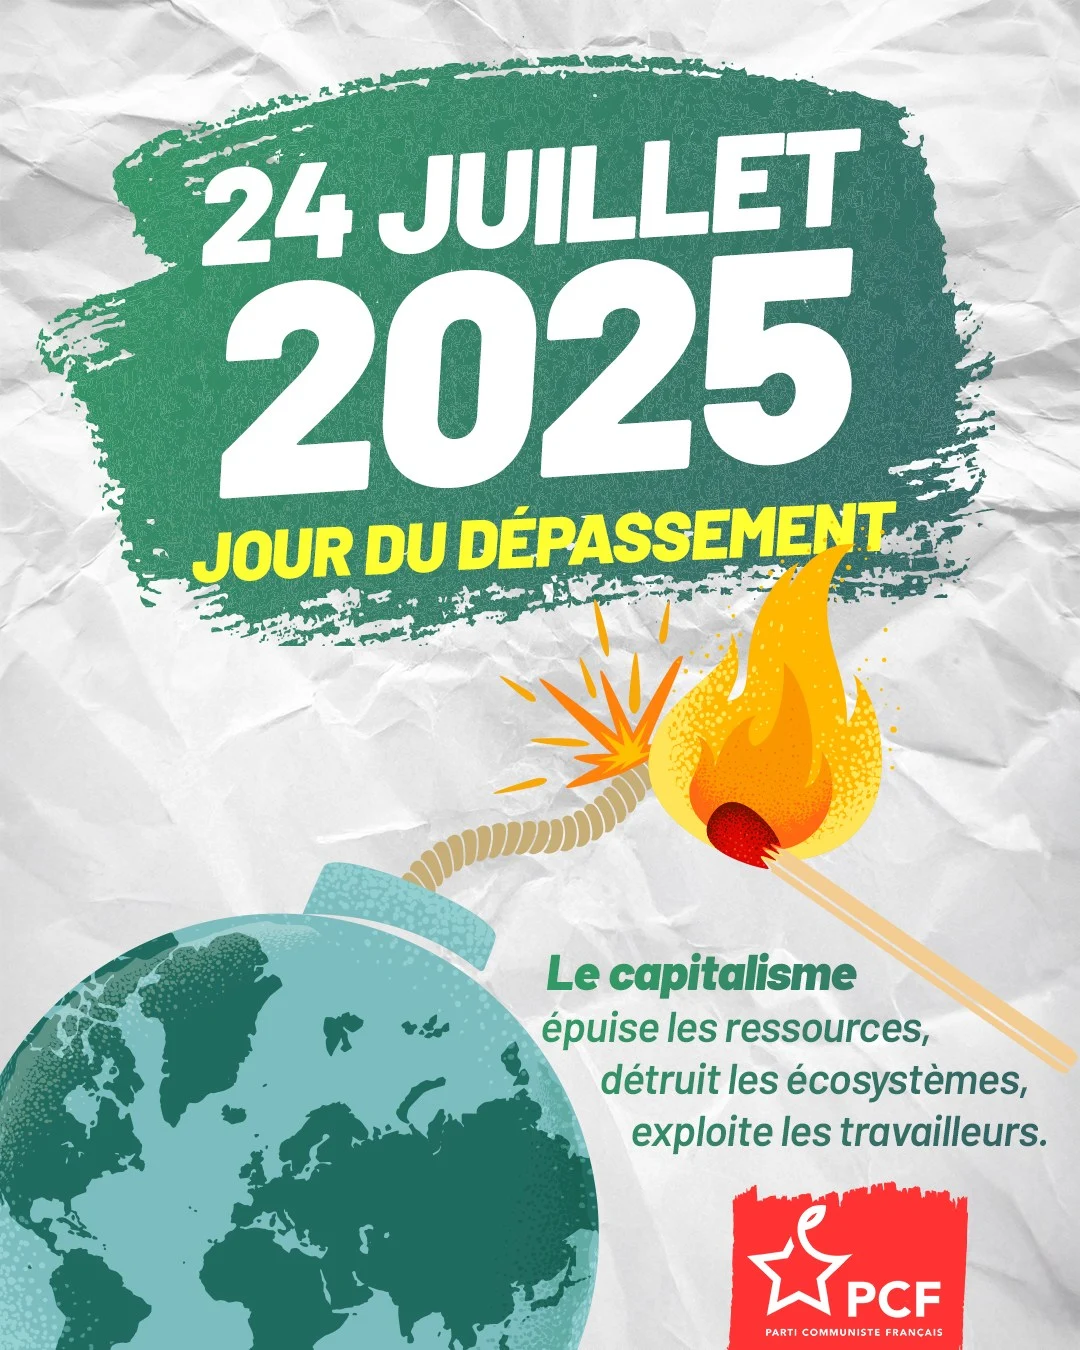 24 JUILLET
2025
JOUR DU DÉPASSEMENT
Le capitalisme
épuise les ressources,
détruit les écosystèmes,
exploite les travailleurs.
PCF
PARTI COMMUNISTE FRANÇAIS